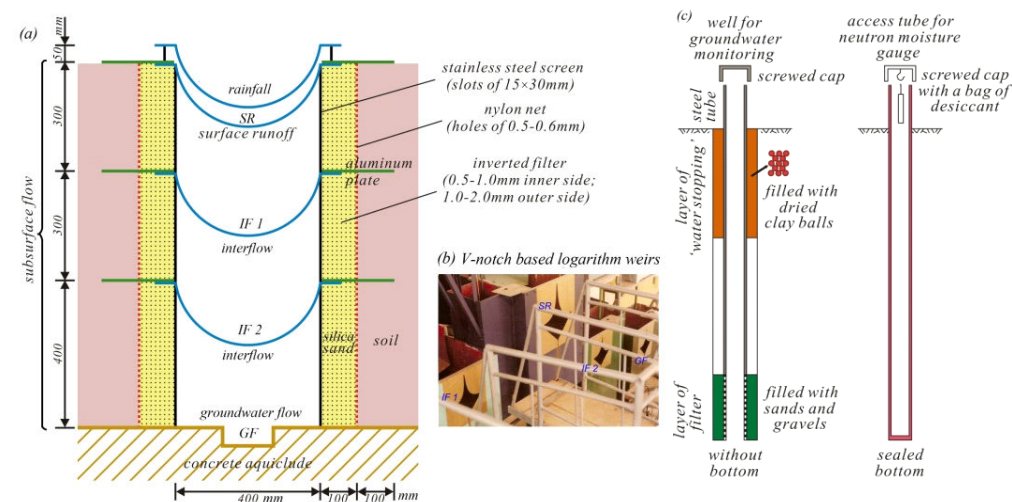 (a)
mm
50
300
300
400
subsurface flow
rainfall
SR
surface runoff
IF 1
interflow
IF 2
interflow
groundwater flow
GF
concrete aquiclude
400 mm
100
100
mm
aluminum
plate
silica
sand
soil
stainless steel screen
(slots of 15×30mm)
nylon net
(holes of 0.5-0.6mm)
inverted filter
(0.5-1.0mm inner side;
1.0-2.0mm outer side)
(b) V-notch based logarithm weirs
SR
IF 2
GF
IF 1
(c)
well for
groundwater
monitoring
screwed cap
steel
tube
layer of
'water stopping'
filled with
dried
clay balls
layer of
filter
filled with
sands and
gravels
without
bottom
access tube for
neutron moisture
gauge
screwed cap
with a bag of
desiccant
sealed
bottom